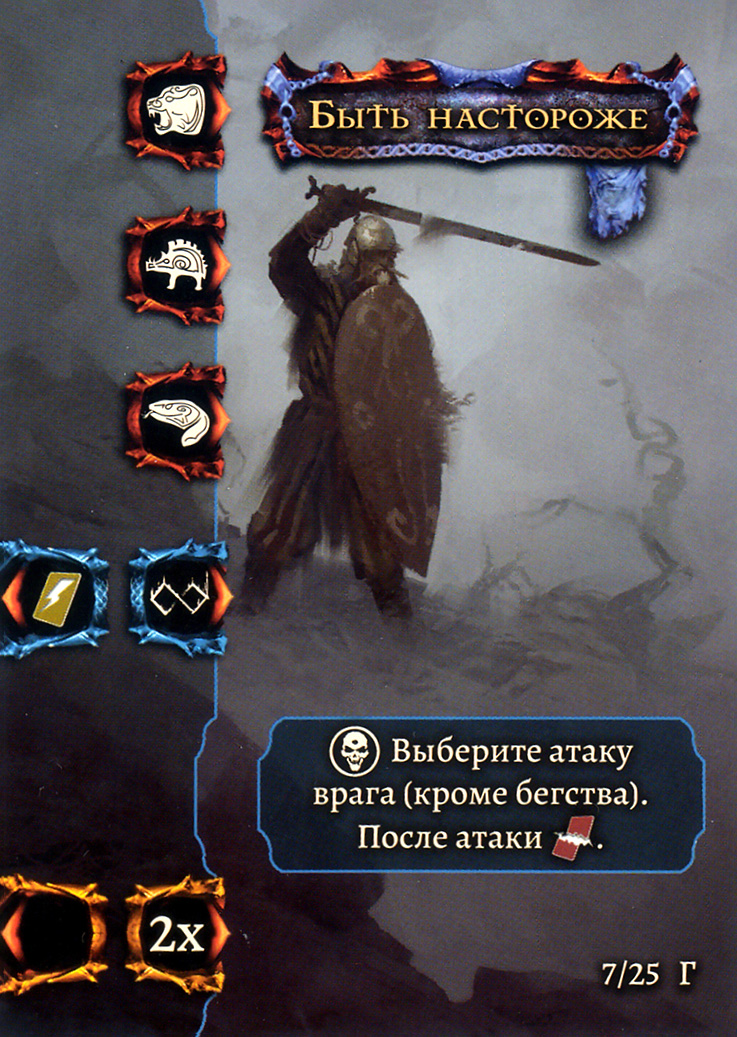 Быть настороже
Выберите атаку
врага (кроме бегства).
После атаки .
2x
7/25 Г